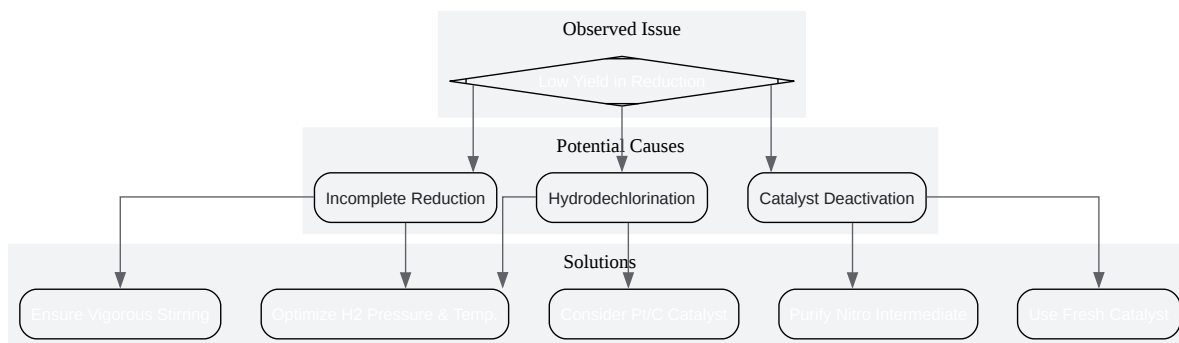 Observed Issue
Low Yield in Reduction
Potential Causes
Incomplete Reduction
Hydrodechlorination
Catalyst Deactivation
Solutions
Ensure Vigorous Stirring
Optimize H2 Pressure & Temp.
Consider Pt/C Catalyst
Purify Nitro Intermediate
Use Fresh Catalyst